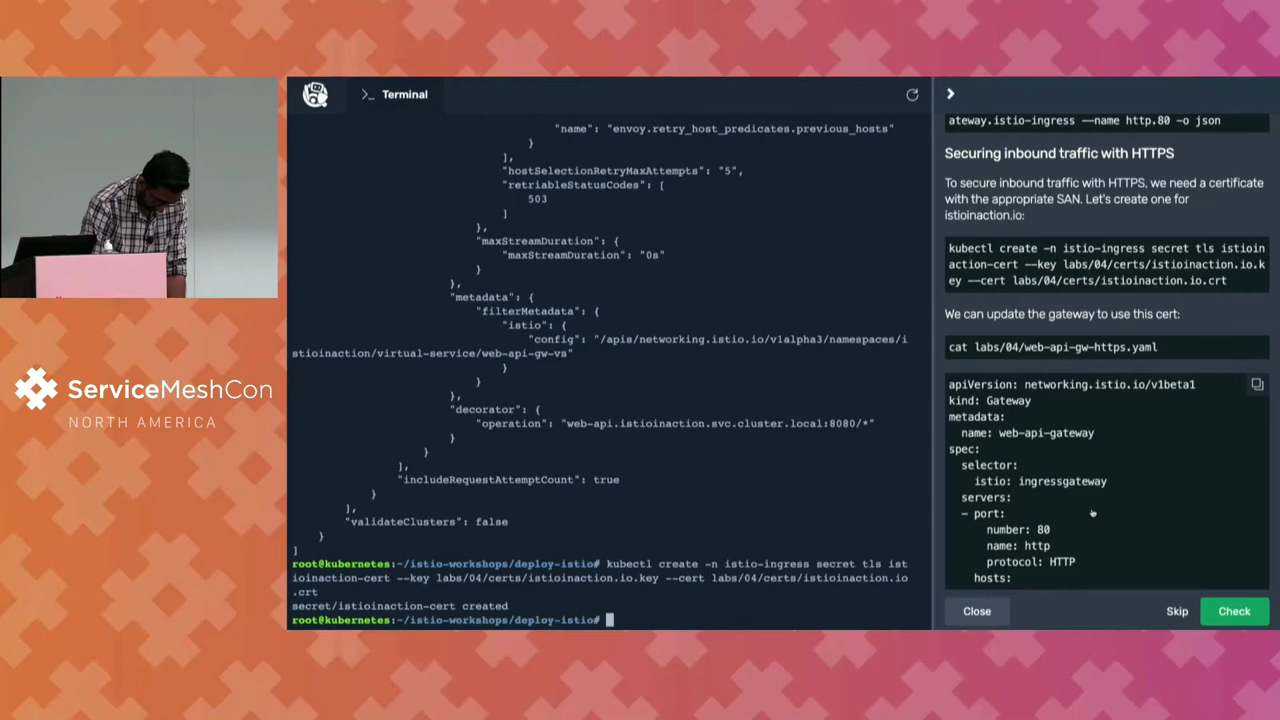 ServiceMeshCon
NORTH AMERICA
>_ Terminal
"name": "envoy.retry_host_predicates.previous_hosts"
}
],
"hostSelectionRetryMaxAttempts": "5",
"retriableStatusCodes": [
503
]
},
"maxStreamDuration": {
"maxStreamDuration": "0s"
}
},
"metadata": {
"filterMetadata": {
"istio": {
"config": "/apis/networking.istio.io/v1alpha3/namespaces/i
stioinaction/virtual-service/web-api-gw-vs"
}
}
},
"decorator": {
"operation": "web-api.istioinaction.svc.cluster.local:8080/*"
}
}
],
"includeRequestAttemptCount": true
}
],
"validateClusters": false
}
]
root@kubernetes:~/istio-workshops/deploy-istio# kubectl create -n istio-ingress secret tls ist
ioinaction-cert --key labs/04/certs/istioinaction.io.key --cert labs/04/certs/istioinaction.io
.crt
secret/istioinaction-cert created
root@kubernetes:~/istio-workshops/deploy-istio#
ateway.istio-ingress --name http.80 -o json
Securing inbound traffic with HTTPS
To secure inbound traffic with HTTPS, we need a certificate
with the appropriate SAN. Let's create one for
istioinaction.io:
kubectl create -n istio-ingress secret tls istioin
action-cert --key labs/04/certs/istioinaction.io.k
ey --cert labs/04/certs/istioinaction.io.crt
We can update the gateway to use this cert:
cat labs/04/web-api-gw-https.yaml
apiVersion: networking.istio.io/v1beta1
kind: Gateway
metadata:
name: web-api-gateway
spec:
selector:
istio: ingressgateway
servers:
- port:
number: 80
name: http
protocol: HTTP
hosts:
Close
Skip
Check